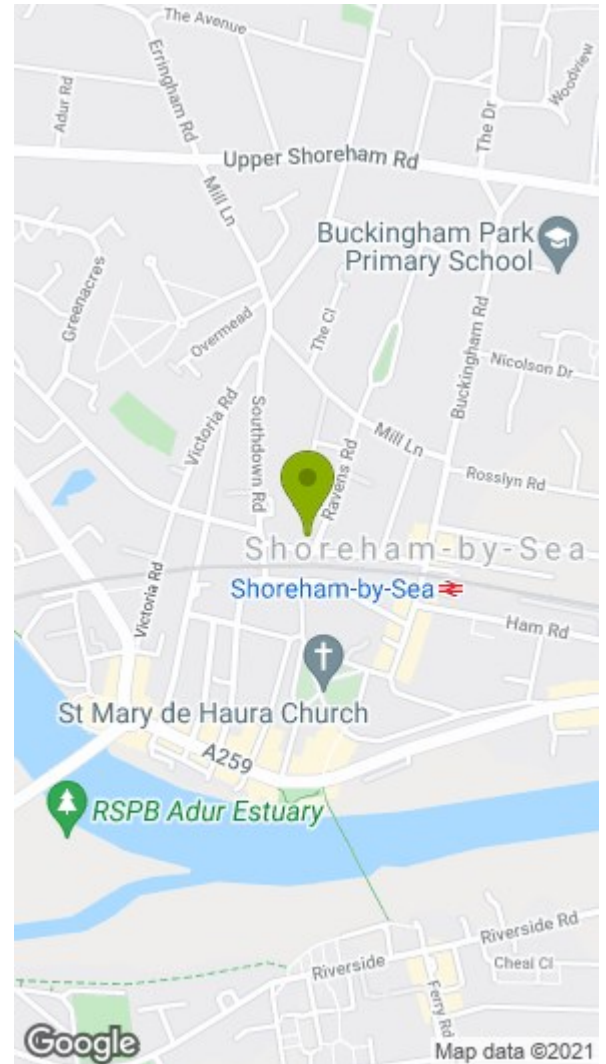 The Avenue
Erringham Rd
Adur Rd
Woodview
The Dr
Upper Shoreham Rd
Mill Ln
Buckingham Park
Primary School
Greenacres
Overmead
The Cl
Buckingham Rd
Nicolson Dr
Victoria Rd
Southdown Rd
Mill Ln
Rosslyn Rd
Ravens Rd
Shoreham-by-Sea
Shoreham-by-Sea
Victoria Rd
Ham Rd
St Mary de Haura Church
A259
RSPB Adur Estuary
Riverside Rd
Riverside
Cheal Cl
Ferry Rd
Google
Map data ©2021